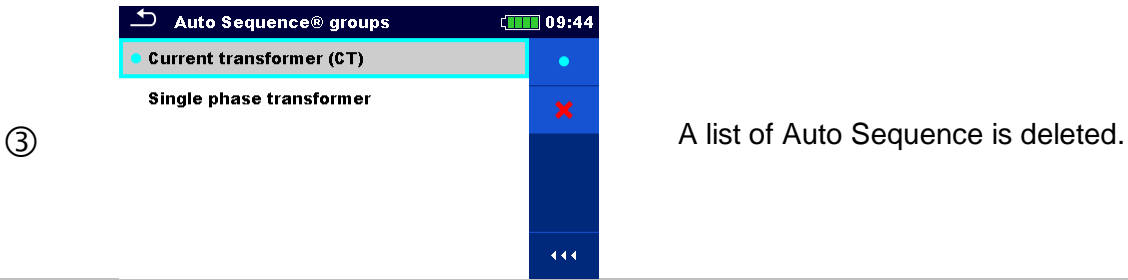 Auto Sequence® groups 09:44
Current transformer (CT)
Single phase transformer
③ A list of Auto Sequence is deleted.